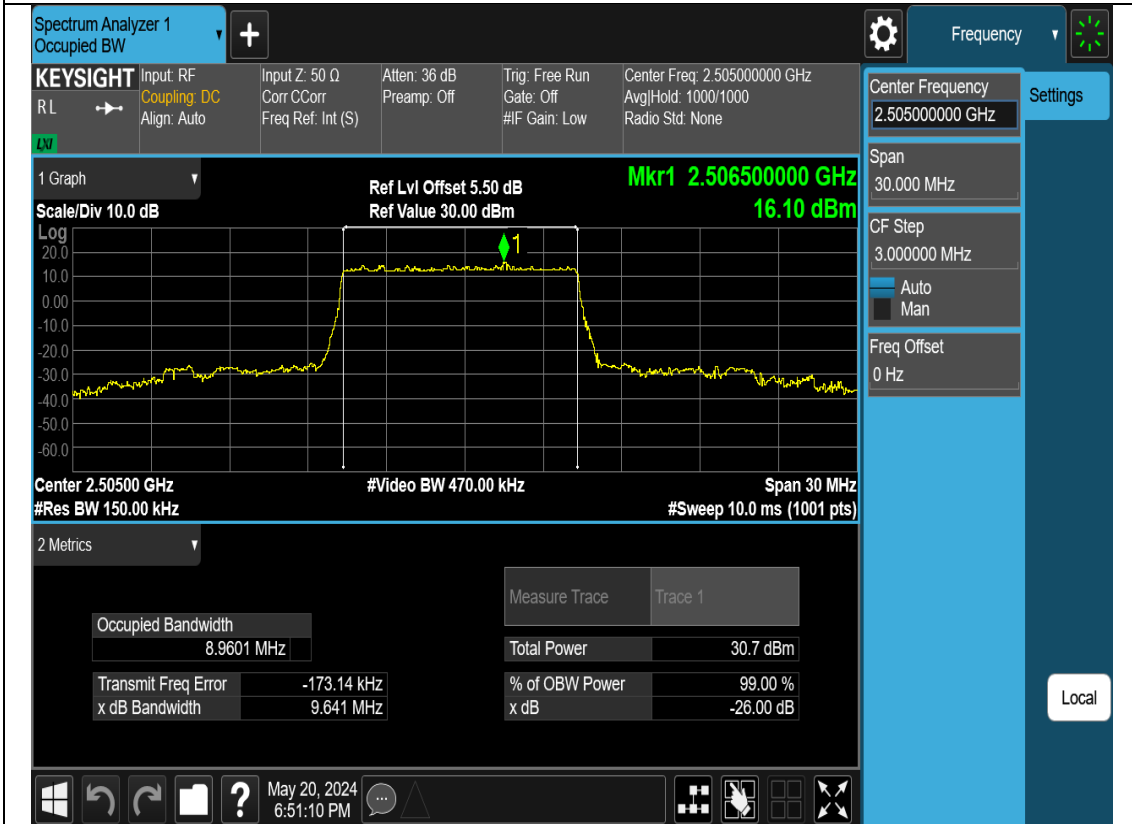 Spectrum Analyzer 1
Occupied BW
Frequency
KEYSIGHT
R L
LXI
Input: RF
Coupling: DC
Align: Auto
Input Z: 50 Ω
Corr CCorr
Freq Ref: Int (S)
Atten: 36 dB
Preamp: Off
Trig: Free Run
Gate: Off
#IF Gain: Low
Center Freq: 2.505000000 GHz
Avg|Hold: 1000/1000
Radio Std: None
1 Graph
Scale/Div 10.0 dB
Ref Lvl Offset 5.50 dB
Ref Value 30.00 dBm
Mkr1 2.506500000 GHz
16.10 dBm
Log
20.0
10.0
0.00
-10.0
-20.0
-30.0
-40.0
-50.0
-60.0
1
Center 2.50500 GHz
#Res BW 150.00 kHz
#Video BW 470.00 kHz
Span 30 MHz
#Sweep 10.0 ms (1001 pts)
2 Metrics
Measure Trace Trace 1
Occupied Bandwidth
8.9601 MHz
Total Power 30.7 dBm
Transmit Freq Error -173.14 kHz
x dB Bandwidth 9.641 MHz
% of OBW Power 99.00 %
x dB -26.00 dB
Center Frequency
2.505000000 GHz
Settings
Span
30.000 MHz
CF Step
3.000000 MHz
Auto
Man
Freq Offset
0 Hz
Local
?
May 20, 2024
6:51:10 PM